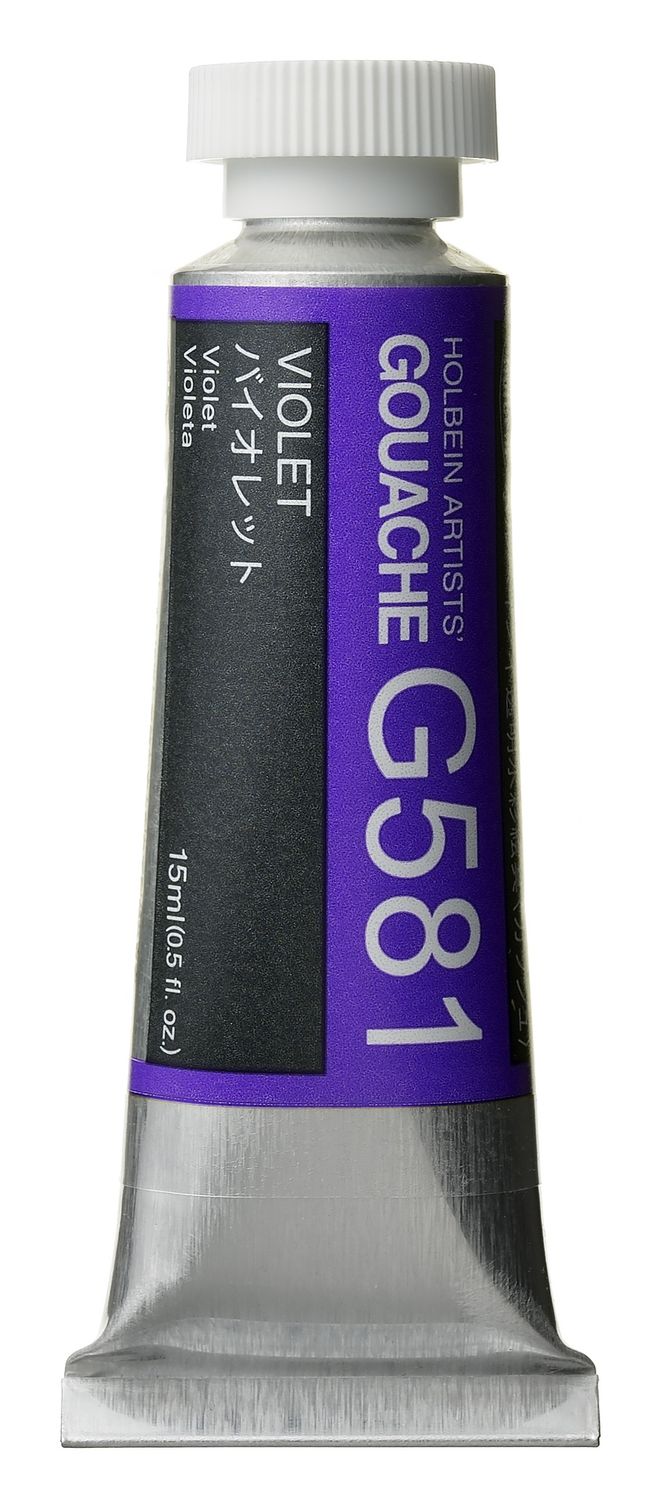 HOLBEIN ARTISTS'
GOUACHE G581
VIOLET
バイオレット
Violet
Violeta
15ml(0.5 fl. oz.)